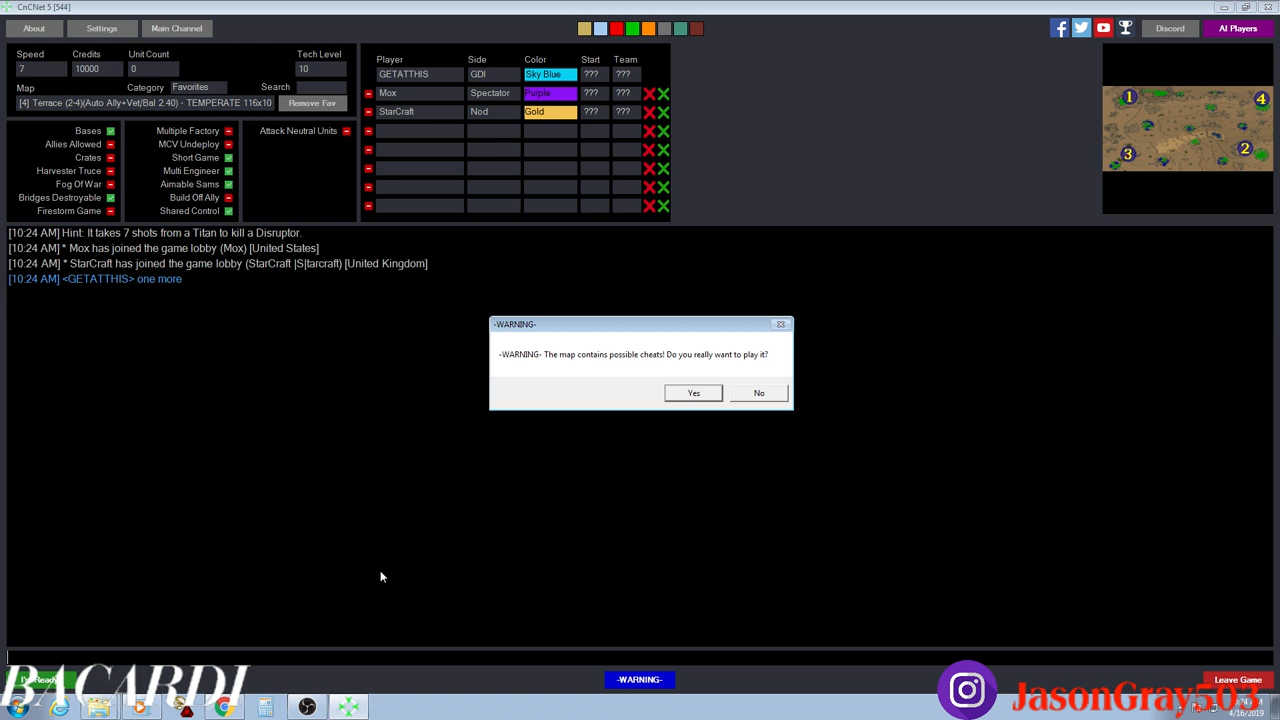 CnCNet 5 [544]
About Settings Main Channel Discord AI Players
Speed Credits Unit Count Tech Level
7 10000 0 10
Map Category Favorites Search
[4] Terrace (2-4)(Auto Ally+Vet/Bal 2.40) - TEMPERATE 116x10 Remove Fav
Player Side Color Start Team
GETATTHIS GDI Sky Blue ??? ???
Mox Spectator Purple ??? ???
StarCraft Nod Gold ??? ???
1 4
3 2
Bases Multiple Factory Attack Neutral Units
Allies Allowed MCV Undeploy
Crates Short Game
Harvester Truce Multi Engineer
Fog Of War Aimable Sams
Bridges Destroyable Build Off Ally
Firestorm Game Shared Control
[10:24 AM] Hint: It takes 7 shots from a Titan to kill a Disruptor.
[10:24 AM] * Mox has joined the game lobby (Mox) [United States]
[10:24 AM] * StarCraft has joined the game lobby (StarCraft |S|tarcraft) [United Kingdom]
[10:24 AM] <GETATTHIS> one more
-WARNING-
-WARNING- The map contains possible cheats! Do you really want to play it?
Yes No
BACARDI
-WARNING-
Leave Game
JasonGray503
4/16/2019